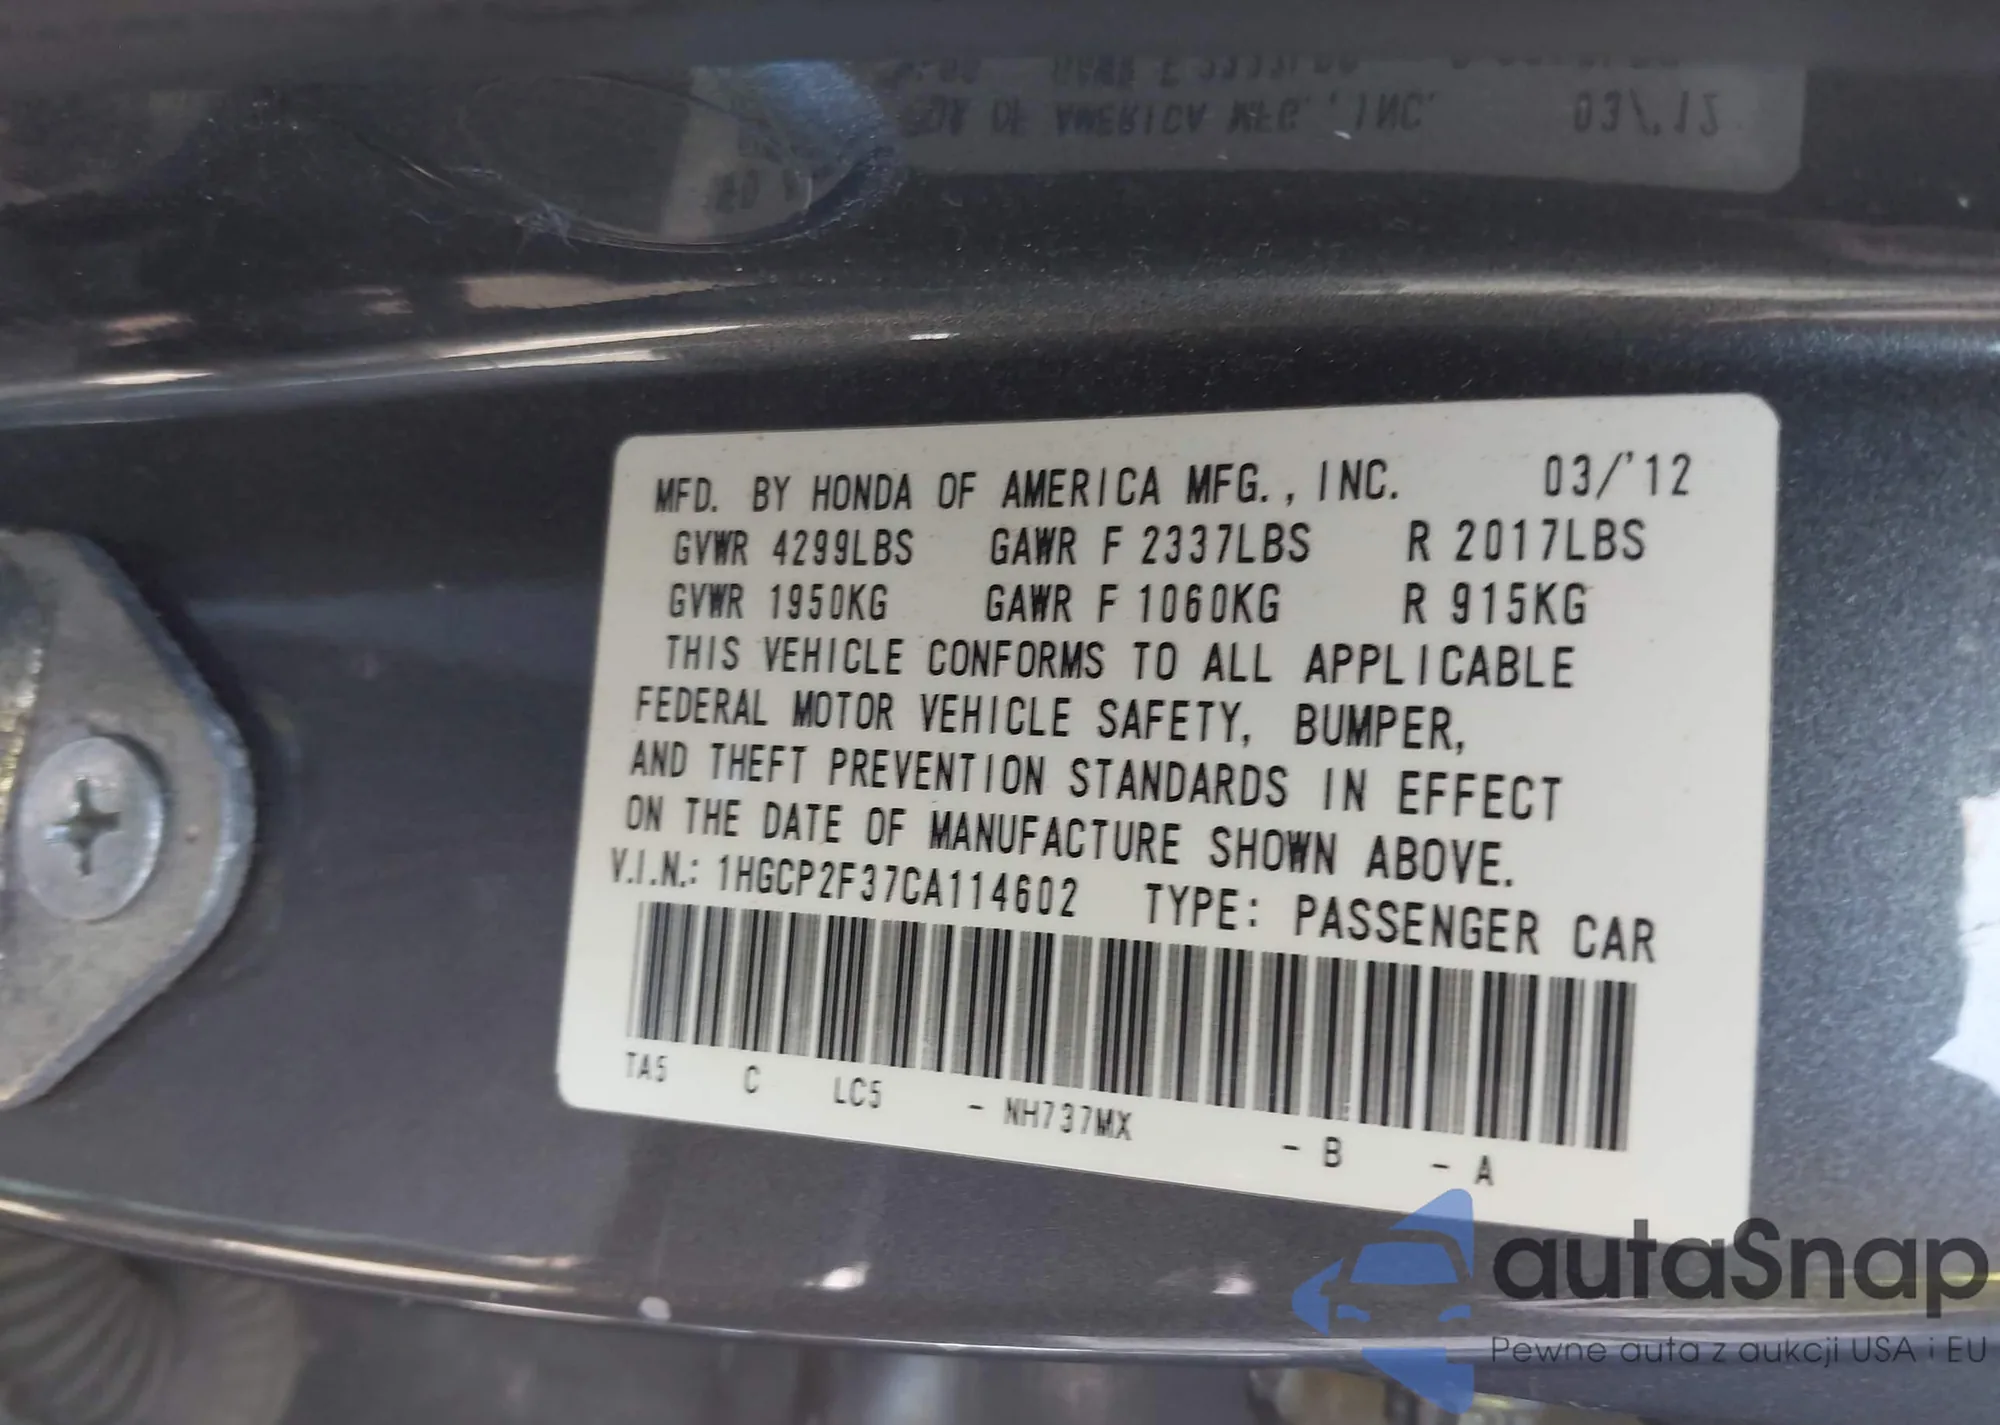 MFD. BY HONDA OF AMERICA MFG., INC. 03/'12
GVWR 4299LBS GAWR F 2337LBS R 2017LBS
GVWR 1950KG GAWR F 1060KG R 915KG
THIS VEHICLE CONFORMS TO ALL APPLICABLE
FEDERAL MOTOR VEHICLE SAFETY, BUMPER,
AND THEFT PREVENTION STANDARDS IN EFFECT
ON THE DATE OF MANUFACTURE SHOWN ABOVE.
V.I.N.: 1HGCP2F37CA114602 TYPE: PASSENGER CAR
TA5 C LC5 - NH737MX - B - A
autaSnap
Pewne auta z aukcji USA i EU